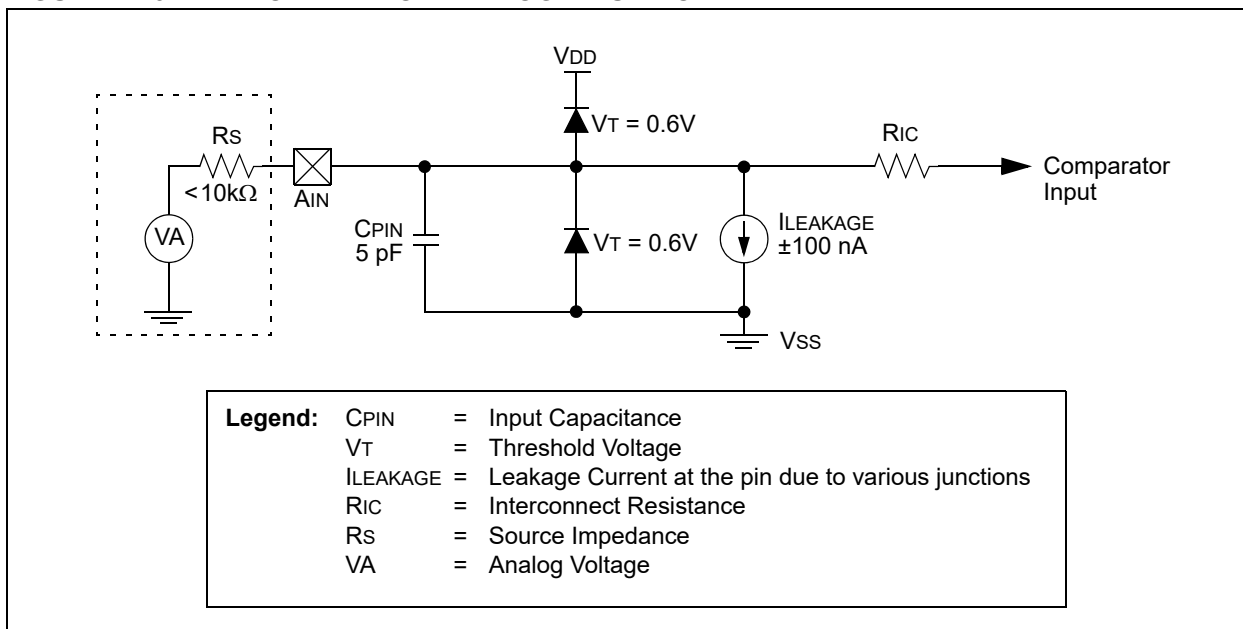 VDD
VT = 0.6V
RIC
Comparator
Input
RS
<10kΩ
AIN
VA
CPIN
5 pF
VT = 0.6V
ILEAKAGE
±100 nA
VSS
Legend: CPIN = Input Capacitance
VT = Threshold Voltage
ILEAKAGE = Leakage Current at the pin due to various junctions
RIC = Interconnect Resistance
RS = Source Impedance
VA = Analog Voltage